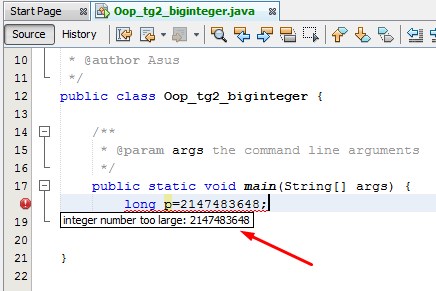 Start Page
Oop_tg2_biginteger.java
Source History
10 * @author Asus
11 */
12 public class Oop_tg2_biginteger {
13
14 /**
15 * @param args the command line arguments
16 */
17 public static void main(String[] args) {
long p=2147483648;
integer number too large: 2147483648
19
20
21 }